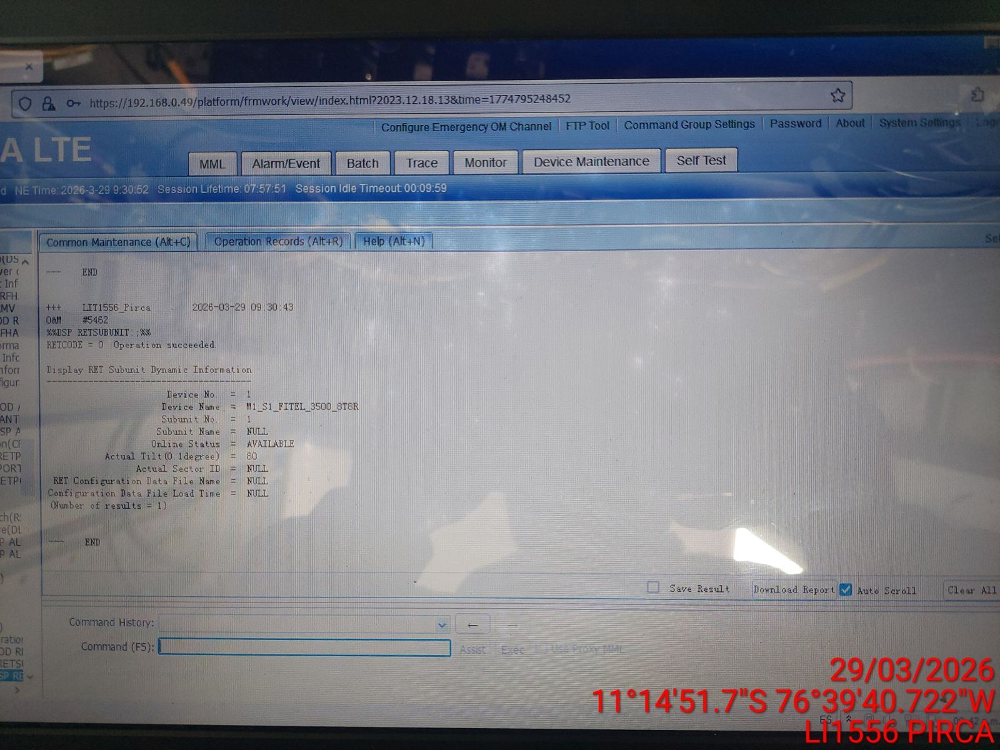 ×
https://192.168.0.49/platform/frmwork/view/index.html?2023.12.18.13&time=1774795248452
Configure Emergency OM Channel FTP Tool Command Group Settings Password About System Settings
A LTE
MML Alarm/Event Batch Trace Monitor Device Maintenance Self Test
d NE Time: 2026-3-29 9:30:52 Session Lifetime: 07:57:51 Session Idle Timeout 00:09:59
Common Maintenance (Alt+C) Operation Records (Alt+R) Help (Alt+N)
--- END
+++ LIT1556_Pirca 2026-03-29 09:30:43
O&M #5462
%%DSP RETSUBUNIT:;%%
RETCODE = 0 Operation succeeded.
Display RET Subunit Dynamic Information
----------------------------------------
Device No. = 1
Device Name = M1_S1_FITEL_3500_8T8R
Subunit No. = 1
Subunit Name = NULL
Online Status = AVAILABLE
Actual Tilt(0.1degree) = 80
Actual Sector ID = NULL
RET Configuration Data File Name = NULL
Configuration Data File Load Time = NULL
(Number of results = 1)
--- END
Save Result Download Report Auto Scroll Clear All
Command History:
Command (F5): Assist Exec Use Proxy MML
29/03/2026
11°14'51.7"S 76°39'40.722"W
ES
LI1556 PIRCA